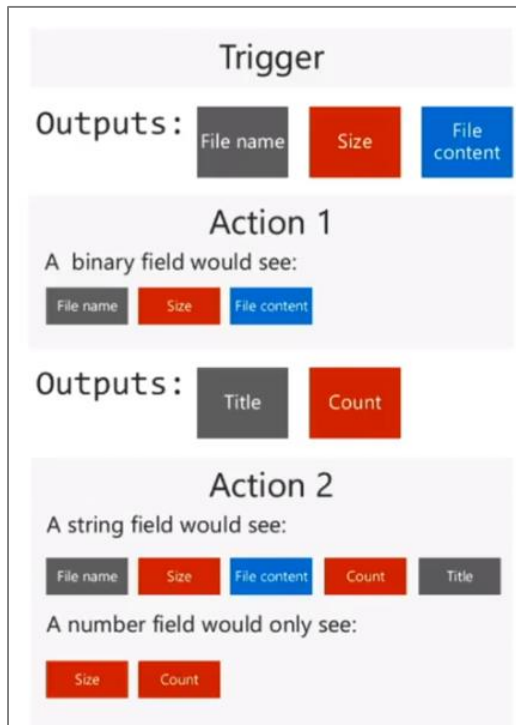 Trigger
Outputs: File name Size File content
Action 1
A binary field would see:
File name Size File content
Outputs: Title Count
Action 2
A string field would see:
File name Size File content Count Title
A number field would only see:
Size Count